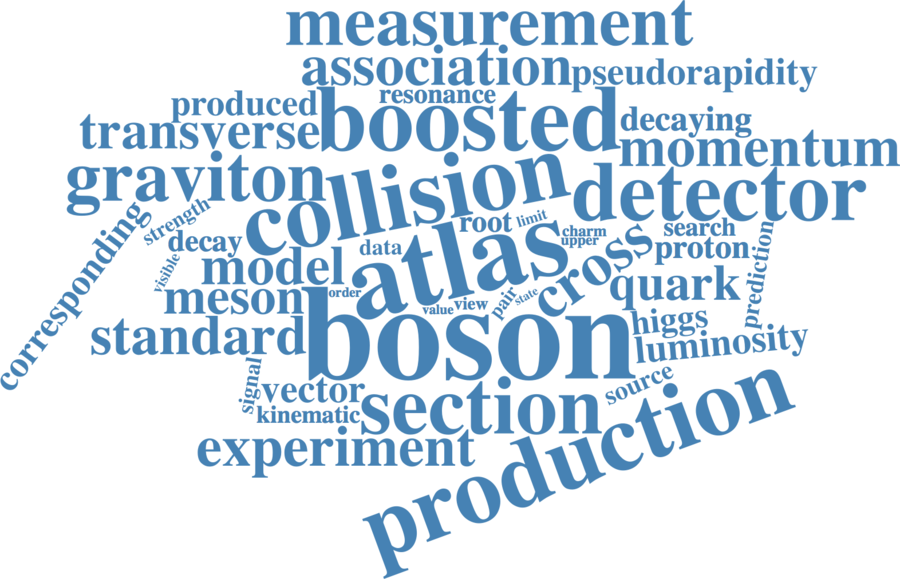 measurement
association
pseudorapidity
resonance
produced
boosted
transverse
decaying
momentum
graviton
collision
detector
corresponding
strength
decay
data
root
limit
charm
upper
search
proton
cross
prediction
visible
model
atlas
quark
meson
order
value
view
pair
state
higgs
standard
boson
luminosity
signal
vector
kinematic
section
source
experiment
production